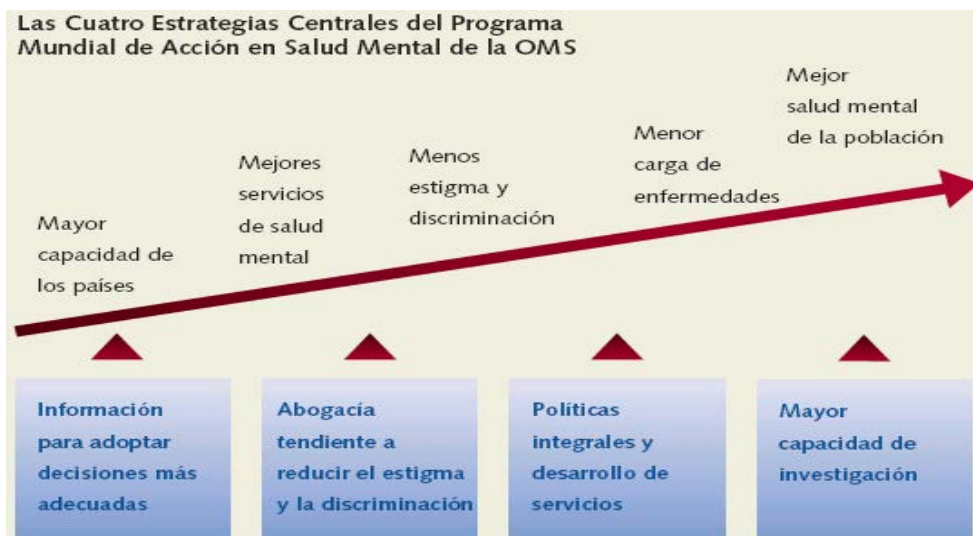 Las Cuatro Estrategias Centrales del Programa
Mundial de Acción en Salud Mental de la OMS
Mayor
capacidad de
los países
Mejores
servicios
de salud
mental
Menos
estigma y
discriminación
Menor
carga de
enfermedades
Mejor
salud mental
de la población
Información
para adoptar
decisiones más
adecuadas
Abogacía
tendiente a
reducir el estigma
y la discriminación
Políticas
integrales y
desarrollo de
servicios
Mayor
capacidad de
investigación